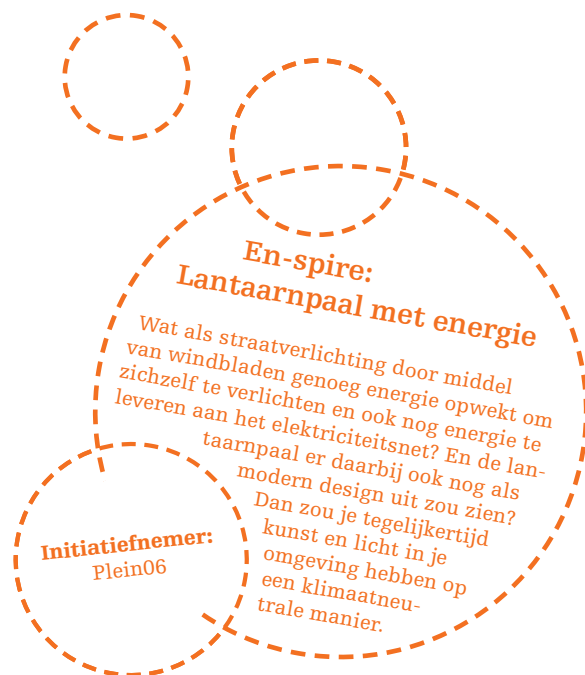 En-spire:
Lantaarnpaal met energie
Wat als straatverlichting door middel
van windbladen genoeg energie opwekt om
zichzelf te verlichten en ook nog energie te
leveren aan het elektriciteitsnet? En de lan-
taarnpaal er daarbij ook nog als
modern design uit zou zien?
Dan zou je tegelijkertijd
kunst en licht in je
omgeving hebben op
een klimaatneu-
trale manier.
Initiatiefnemer:
Plein06